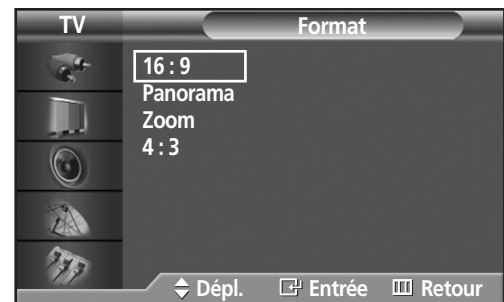 TV
Format
16 : 9
Panorama
Zoom
4 : 3
Dépl. Entrée Retour